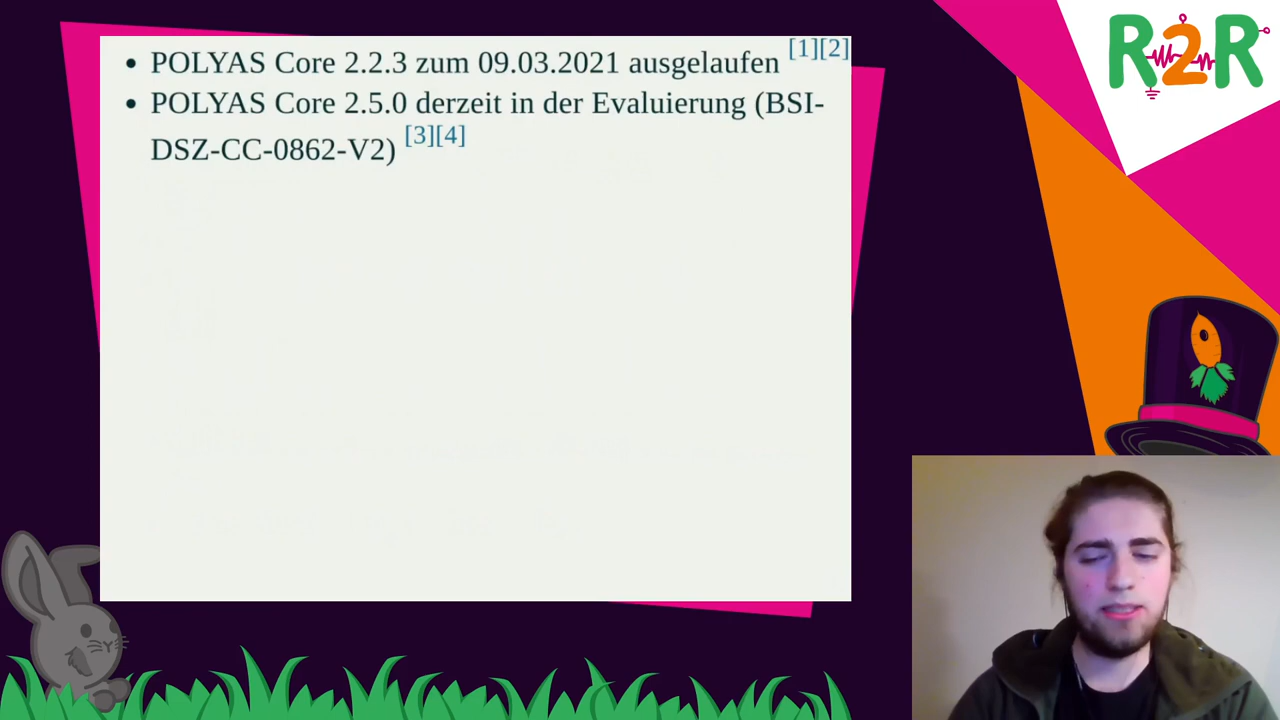 R2R
POLYAS Core 2.2.3 zum 09.03.2021 ausgelaufen [1][2]
POLYAS Core 2.5.0 derzeit in der Evaluierung (BSI-
DSZ-CC-0862-V2) [3][4]